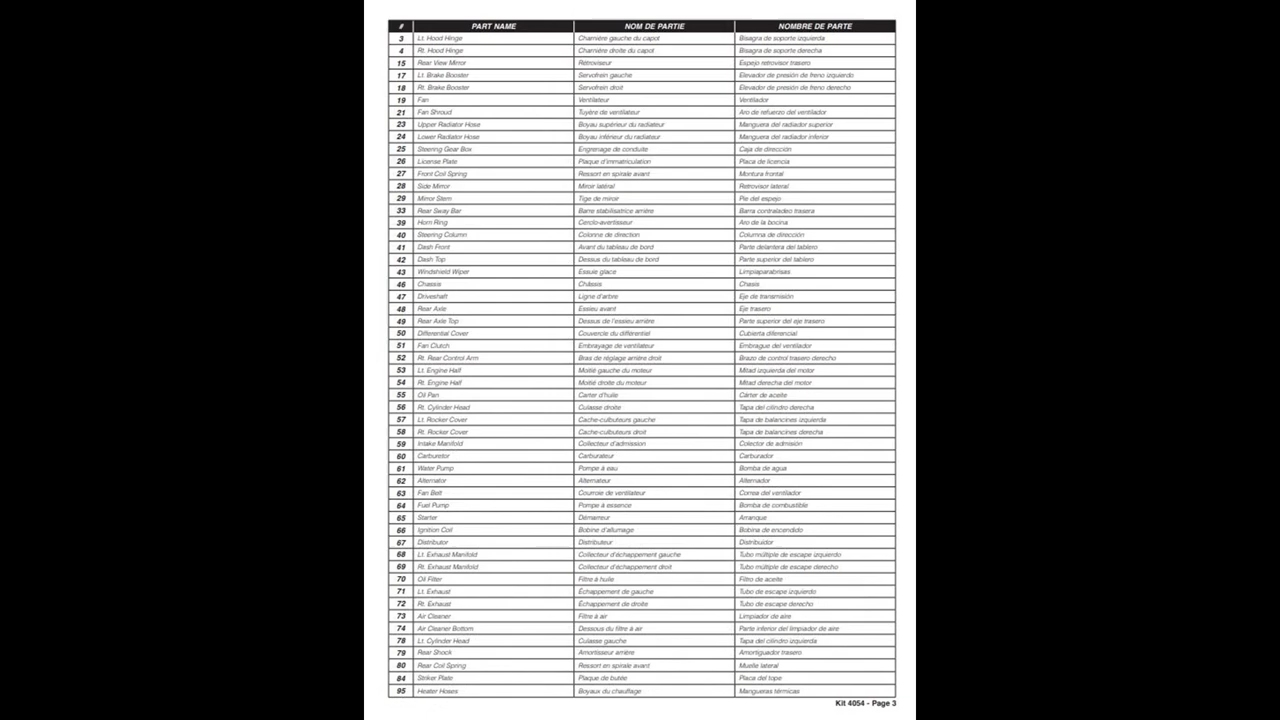 # PART NAME NOM DE PARTIE NOMBRE DE PARTE
3 Lt. Hood Hinge Charnière gauche du capot Bisagra de soporte izquierda
4 Rt. Hood Hinge Charnière droite du capot Bisagra de soporte derecha
15 Rear View Mirror Rétroviseur Espejo retrovisor trasero
17 Lt. Brake Booster Servofrein gauche Elevador de presión de freno izquierdo
18 Rt. Brake Booster Servofrein droit Elevador de presión de freno derecho
19 Fan Ventilateur Ventilador
21 Fan Shroud Tuyère de ventilateur Aro de refuerzo del ventilador
23 Upper Radiator Hose Boyau supérieur du radiateur Manguera del radiador superior
24 Lower Radiator Hose Boyau inférieur du radiateur Manguera del radiador inferior
25 Steering Gear Box Engrenage de conduite Caja de dirección
26 License Plate Plaque d'immatriculation Placa de licencia
27 Front Coil Spring Ressort en spirale avant Montura frontal
28 Side Mirror Miroir latéral Retrovisor lateral
29 Mirror Stem Tige de miroir Pie del espejo
33 Rear Sway Bar Barre stabilisatrice arrière Barra contraladeo trasera
39 Horn Ring Cerclo-avertisseur Aro de la bocina
40 Steering Column Colonne de direction Columna de dirección
41 Dash Front Avant du tableau de bord Parte delantera del tablero
42 Dash Top Dessus du tableau de bord Parte superior del tablero
43 Windshield Wiper Essuie glace Limpiaparabrisas
46 Chassis Châssis Chasis
47 Driveshaft Ligne d'arbre Eje de transmisión
48 Rear Axle Essieu avant Eje trasero
49 Rear Axle Top Dessus de l'essieu arrière Parte superior del eje trasero
50 Differential Cover Couvercle du différentiel Cubierta diferencial
51 Fan Clutch Embrayage de ventilateur Embrague del ventilador
52 Rt. Rear Control Arm Bras de réglage arrière droit Brazo de control trasero derecho
53 Lt. Engine Half Moitié gauche du moteur Mitad izquierda del motor
54 Rt. Engine Half Moitié droite du moteur Mitad derecha del motor
55 Oil Pan Carter d'huile Cárter de aceite
56 Rt. Cylinder Head Culasse droite Tapa del cilindro derecha
57 Lt. Rocker Cover Cache-culbuteurs gauche Tapa de balancines izquierda
58 Rt. Rocker Cover Cache-culbuteurs droit Tapa de balancines derecha
59 Intake Manifold Collecteur d'admission Colector de admisión
60 Carburetor Carburateur Carburador
61 Water Pump Pompe à eau Bomba de agua
62 Alternator Alternateur Alternador
63 Fan Belt Courroie de ventilateur Correa del ventilador
64 Fuel Pump Pompe à essence Bomba de combustible
65 Starter Démarreur Arranque
66 Ignition Coil Bobine d'allumage Bobina de encendido
67 Distributor Distributeur Distribuidor
68 Lt. Exhaust Manifold Collecteur d'échappement gauche Tubo múltiple de escape izquierdo
69 Rt. Exhaust Manifold Collecteur d'échappement droit Tubo múltiple de escape derecho
70 Oil Filter Filtre à huile Filtro de aceite
71 Lt. Exhaust Échappement de gauche Tubo de escape izquierdo
72 Rt. Exhaust Échappement de droite Tubo de escape derecho
73 Air Cleaner Filtre à air Limpiador de aire
74 Air Cleaner Bottom Dessous du filtre à air Parte inferior del limpiador de aire
78 Lt. Cylinder Head Culasse gauche Tapa del cilindro izquierda
79 Rear Shock Amortisseur arrière Amortiguador trasero
80 Rear Coil Spring Ressort en spirale avant Muelle lateral
84 Striker Plate Plaque de butée Placa del tope
95 Heater Hoses Boyaux du chauffage Mangueras térmicas
Kit 4054 - Page 3